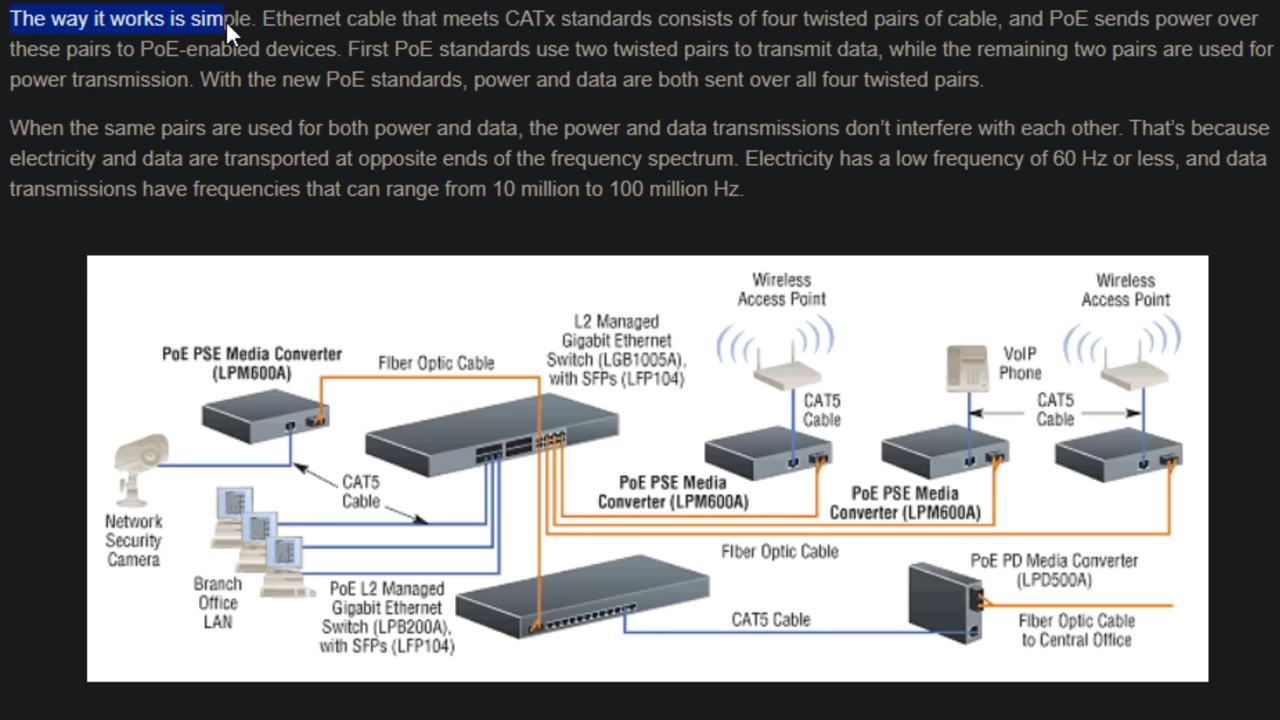 The way it works is simple. Ethernet cable that meets CATx standards consists of four twisted pairs of cable, and PoE sends power over
these pairs to PoE-enabled devices. First PoE standards use two twisted pairs to transmit data, while the remaining two pairs are used for
power transmission. With the new PoE standards, power and data are both sent over all four twisted pairs.
When the same pairs are used for both power and data, the power and data transmissions don’t interfere with each other. That’s because
electricity and data are transported at opposite ends of the frequency spectrum. Electricity has a low frequency of 60 Hz or less, and data
transmissions have frequencies that can range from 10 million to 100 million Hz.
PoE PSE Media Converter
(LPM600A)
Fiber Optic Cable
L2 Managed
Gigabit Ethernet
Switch (LGB1005A),
with SFPs (LFP104)
Wireless
Access Point
CAT5
Cable
VoIP
Phone
Wireless
Access Point
CAT5
Cable
Network
Security
Camera
CAT5
Cable
PoE PSE Media
Converter (LPM600A)
PoE PSE Media
Converter (LPM600A)
Fiber Optic Cable
Branch
Office
LAN
PoE L2 Managed
Gigabit Ethernet
Switch (LPB200A),
with SFPs (LFP104)
CAT5 Cable
PoE PD Media Converter
(LPD500A)
Fiber Optic Cable
to Central Office